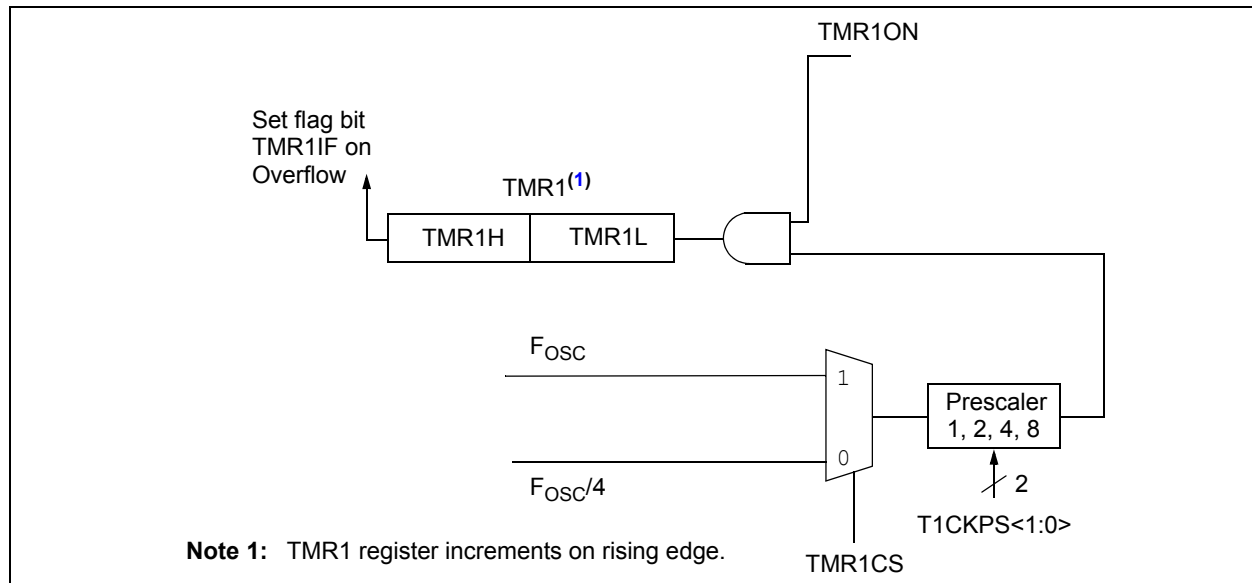 TMR1ON
Set flag bit
TMR1IF on
Overflow
TMR1(1)
TMR1H
TMR1L
FOSC
1
Prescaler
1, 2, 4, 8
0
FOSC/4
2
T1CKPS<1:0>
Note 1: TMR1 register increments on rising edge.
TMR1CS